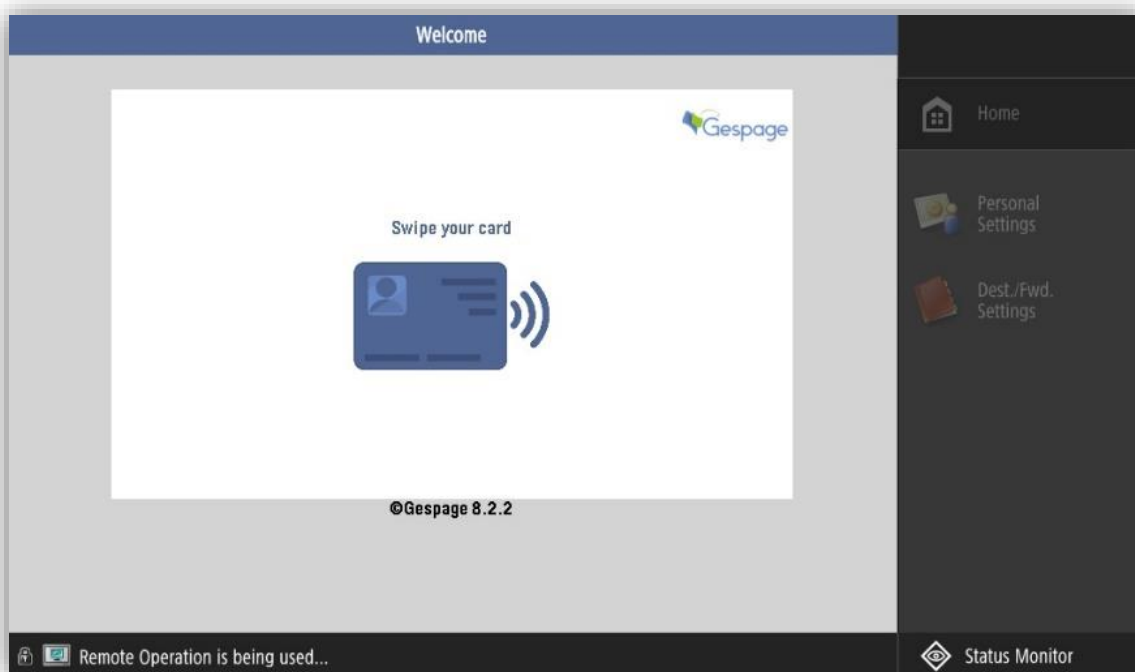 Welcome
Gespage
Swipe your card
©Gespage 8.2.2
Home
Personal
Settings
Dest./Fwd.
Settings
Remote Operation is being used...
Status Monitor